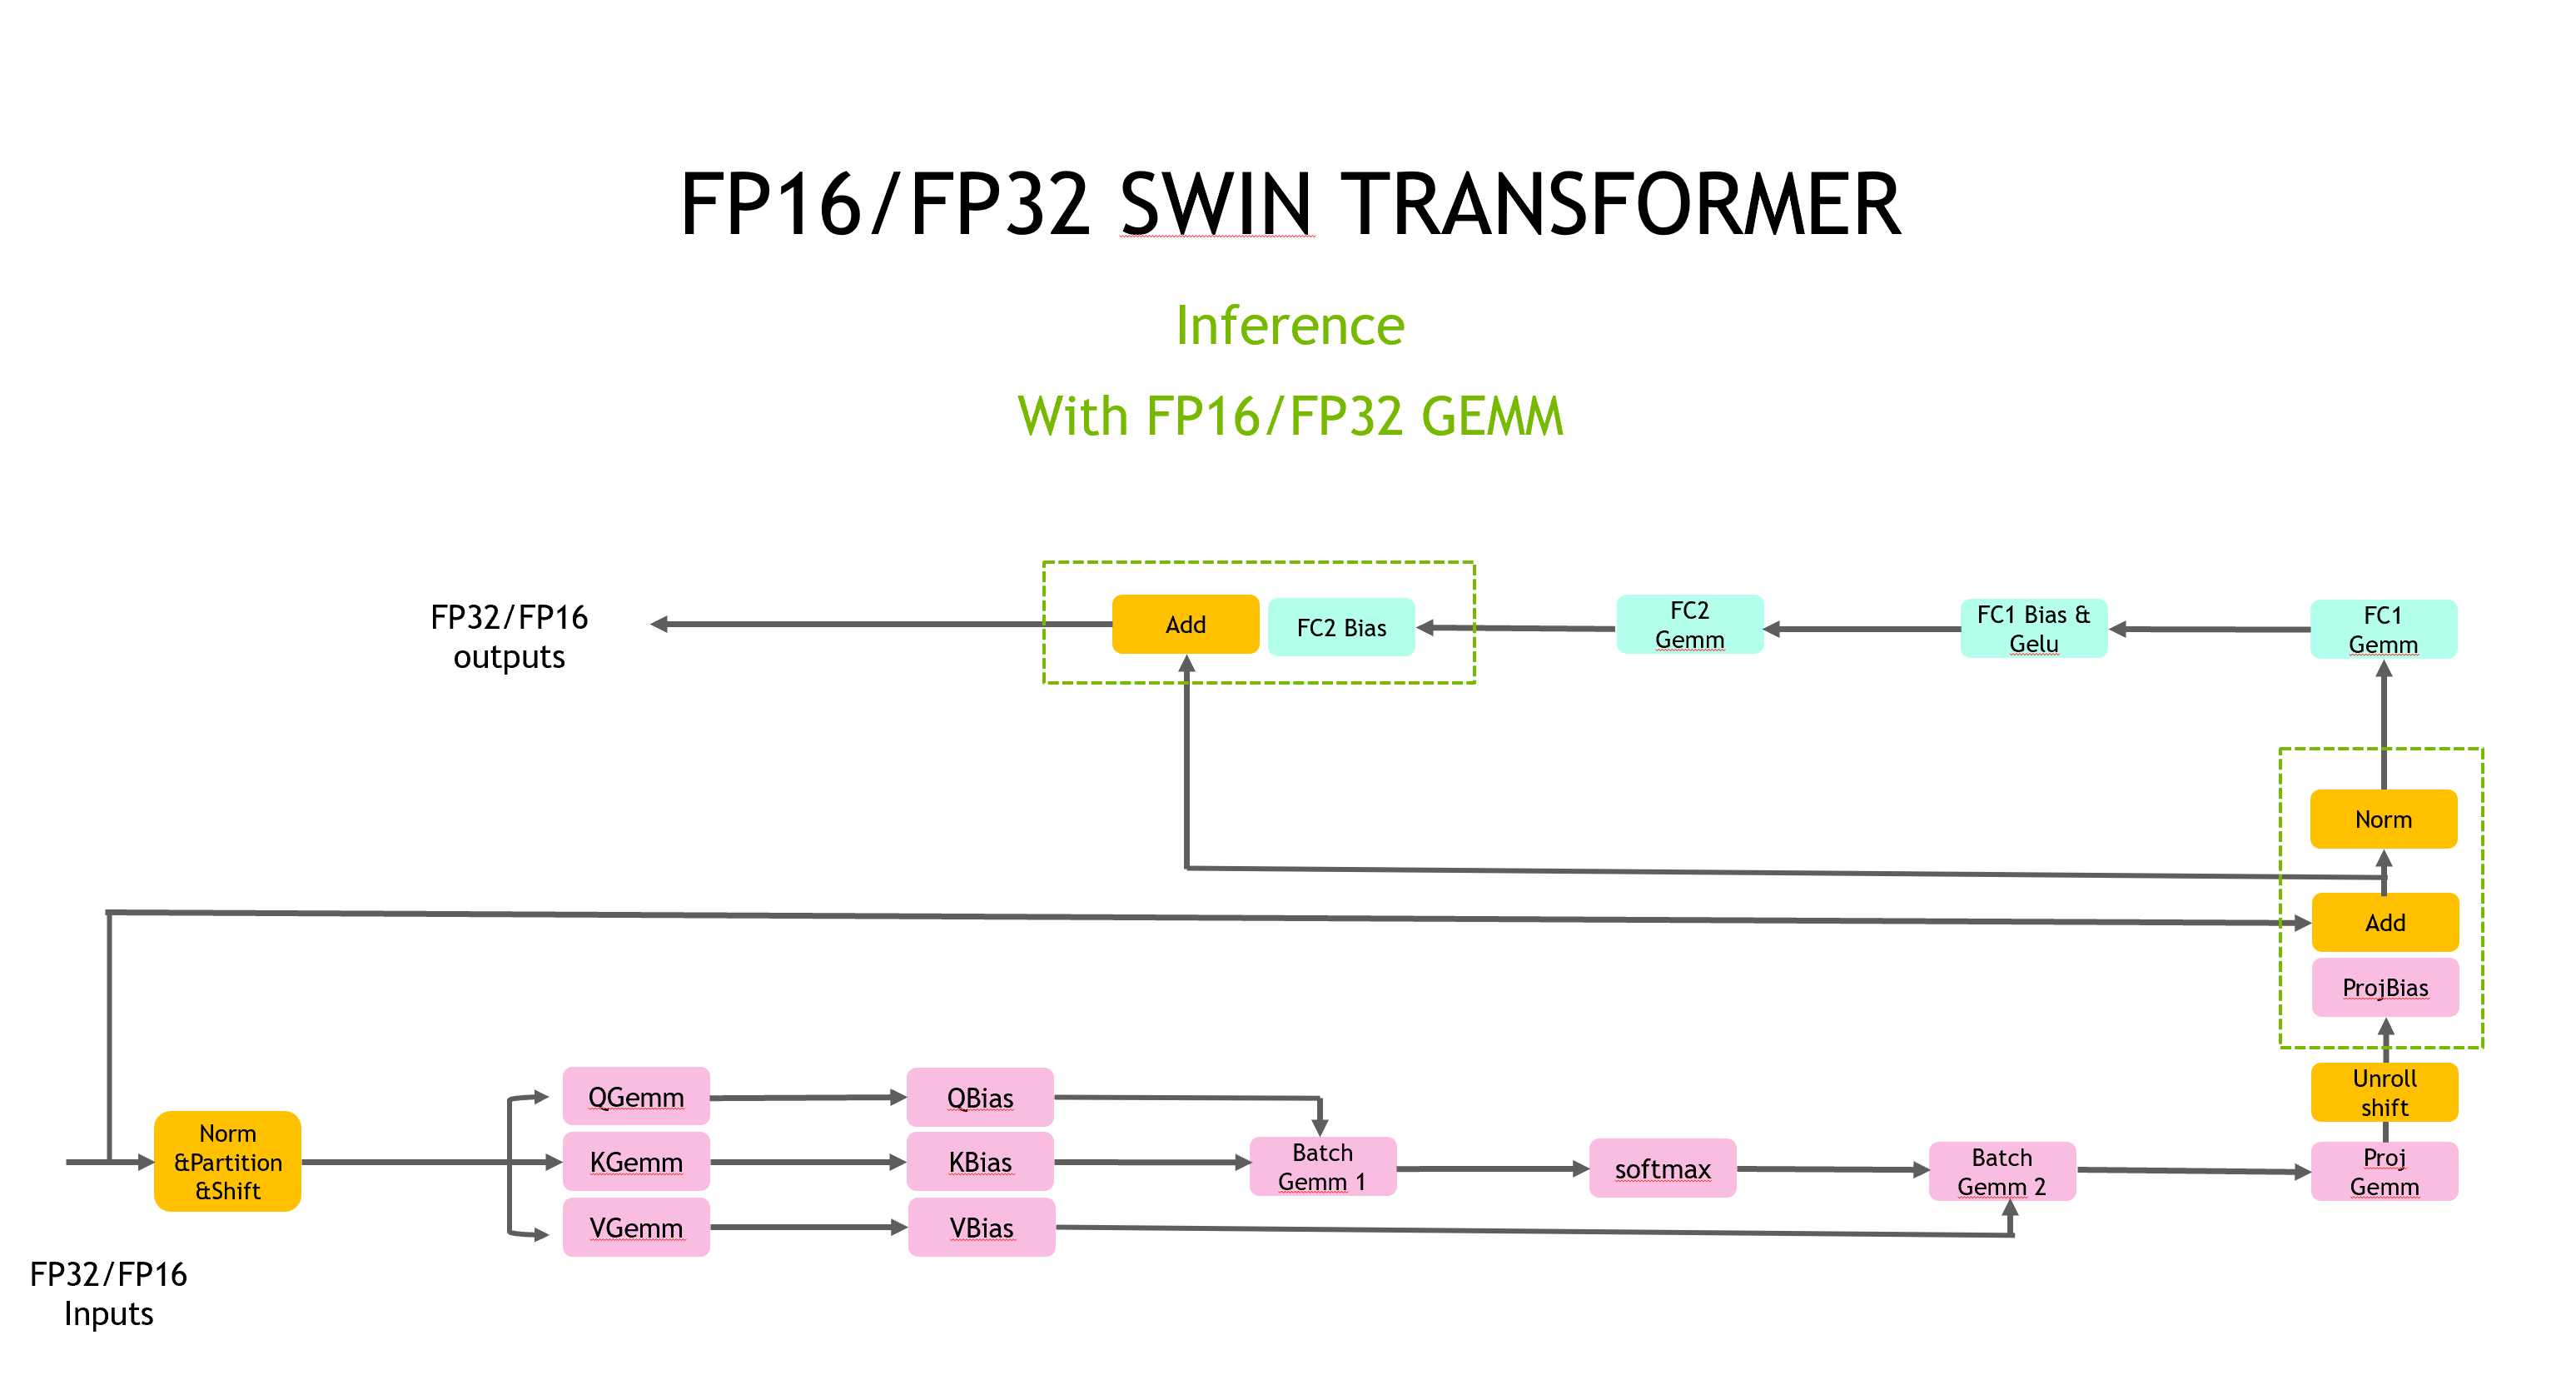 FP16/FP32 SWIN TRANSFORMER
Inference
With FP16/FP32 GEMM
FP32/FP16
outputs
Add
FC2 Bias
FC2
Gemm
FC1 Bias &
Gelu
FC1
Gemm
Norm
Add
ProjBias
Unroll
shift
Norm
&Partition
&Shift
QGemm
QBias
KGemm
KBias
VGemm
VBias
Batch
Gemm 1
softmax
Batch
Gemm 2
Proj
Gemm
FP32/FP16
Inputs